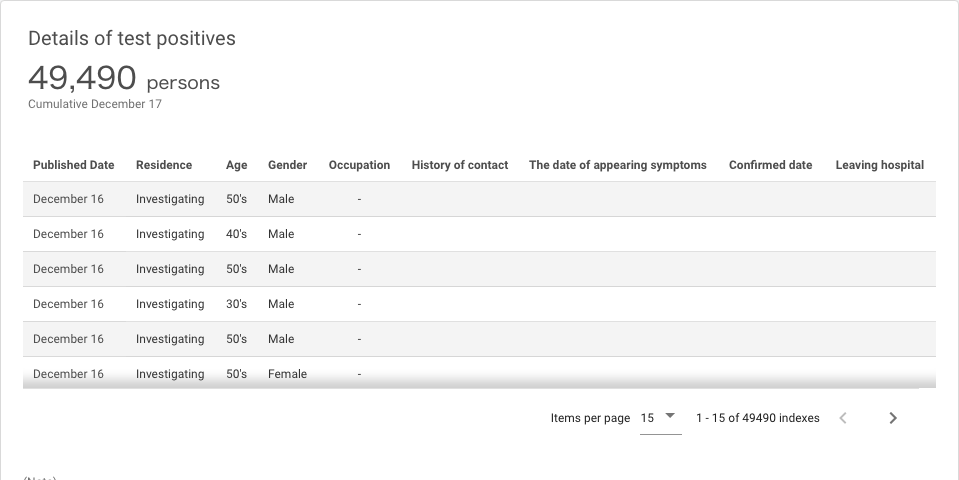 Details of test positives
49,490 persons
Cumulative December 17
Published Date Residence Age Gender Occupation History of contact The date of appearing symptoms Confirmed date Leaving hospital
December 16 Investigating 50's Male -
December 16 Investigating 40's Male -
December 16 Investigating 50's Male -
December 16 Investigating 30's Male -
December 16 Investigating 50's Male -
December 16 Investigating 50's Female -
Items per page 15 1 - 15 of 49490 indexes